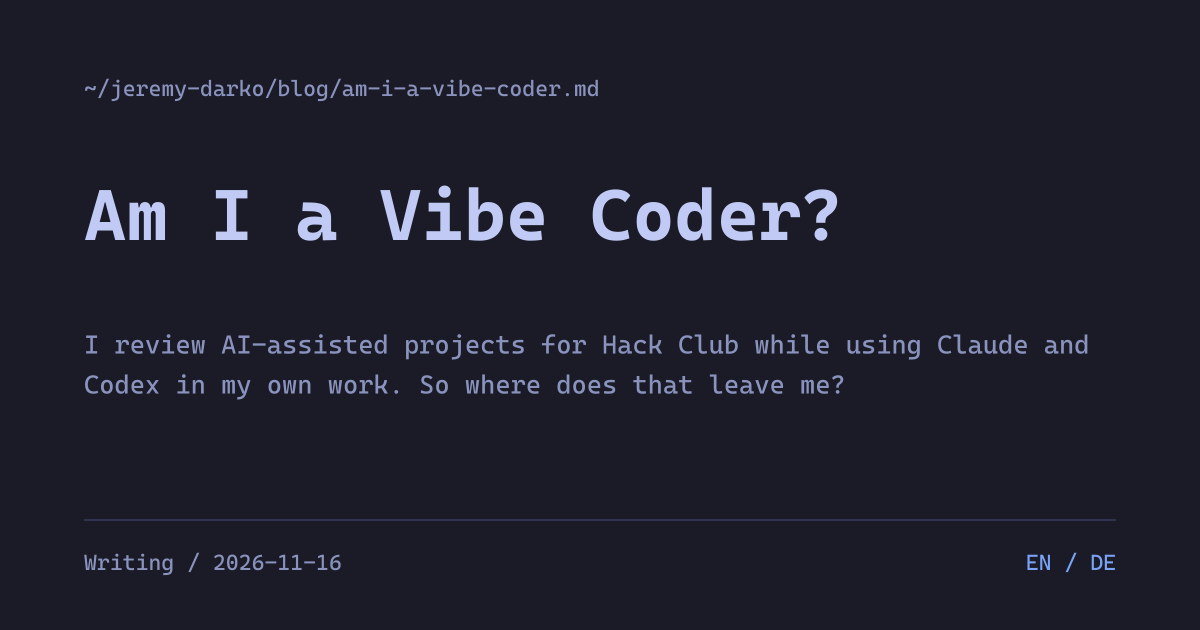 ~/jeremy-darko/blog/am-i-a-vibe-coder.md
Am I a Vibe Coder?
I review AI-assisted projects for Hack Club while using Claude and
Codex in my own work. So where does that leave me?
Writing / 2026-11-16
EN / DE